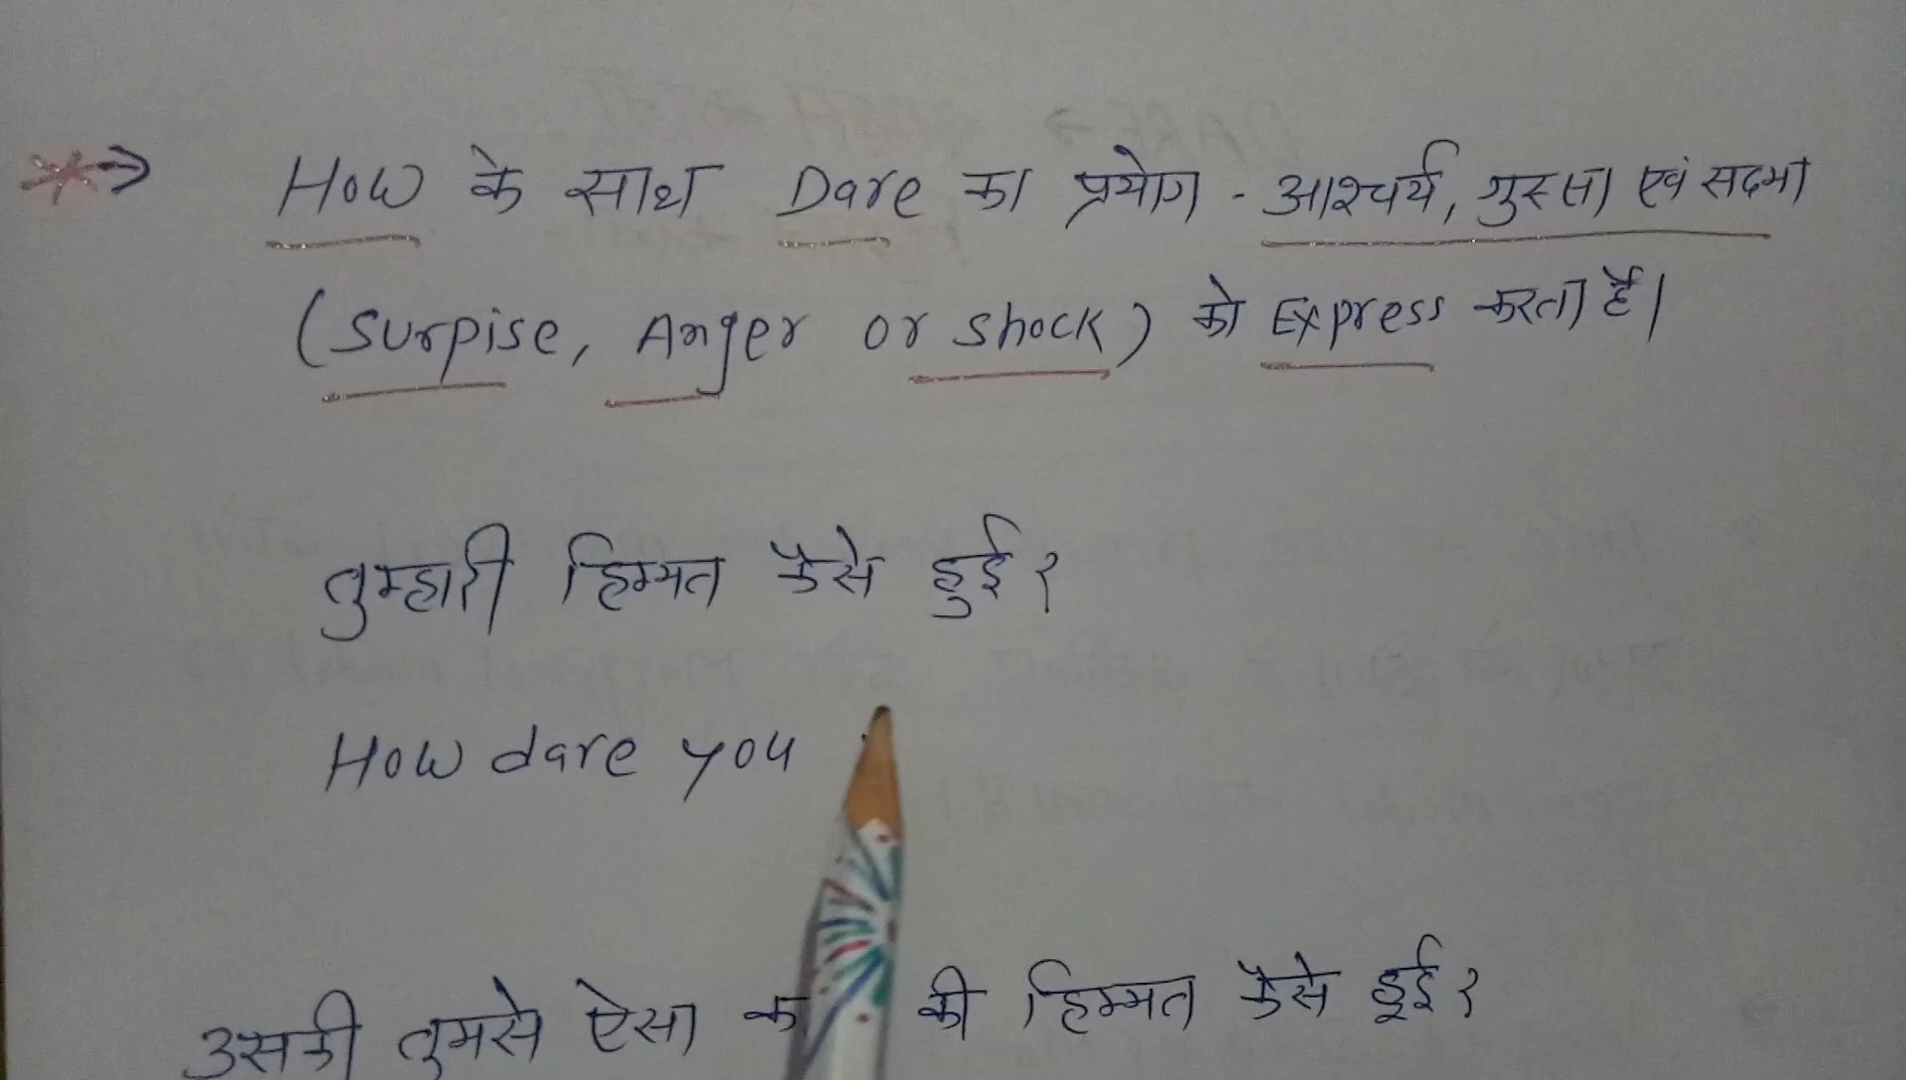 How के साथ Dare का प्रयोग - आश्चर्य, गुस्सा एवं सदमा
(Surpise, Anger or shock) को Express करता है।
तुम्हारी हिम्मत कैसे हुई?
How dare you
उसकी तुमसे ऐसा की हिम्मत कैसे हुई?